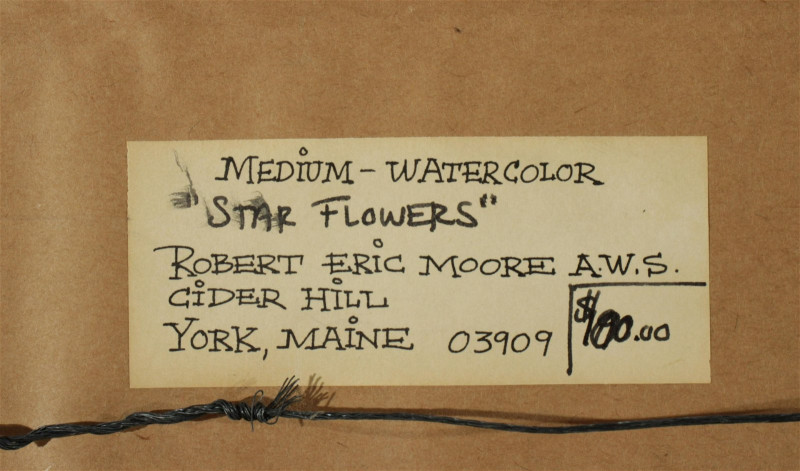 MEDIUM - WATERCOLOR
"STAR FLOWERS"
ROBERT ERIC MOORE A.W.S.
CIDER HILL
YORK, MAINE 03909